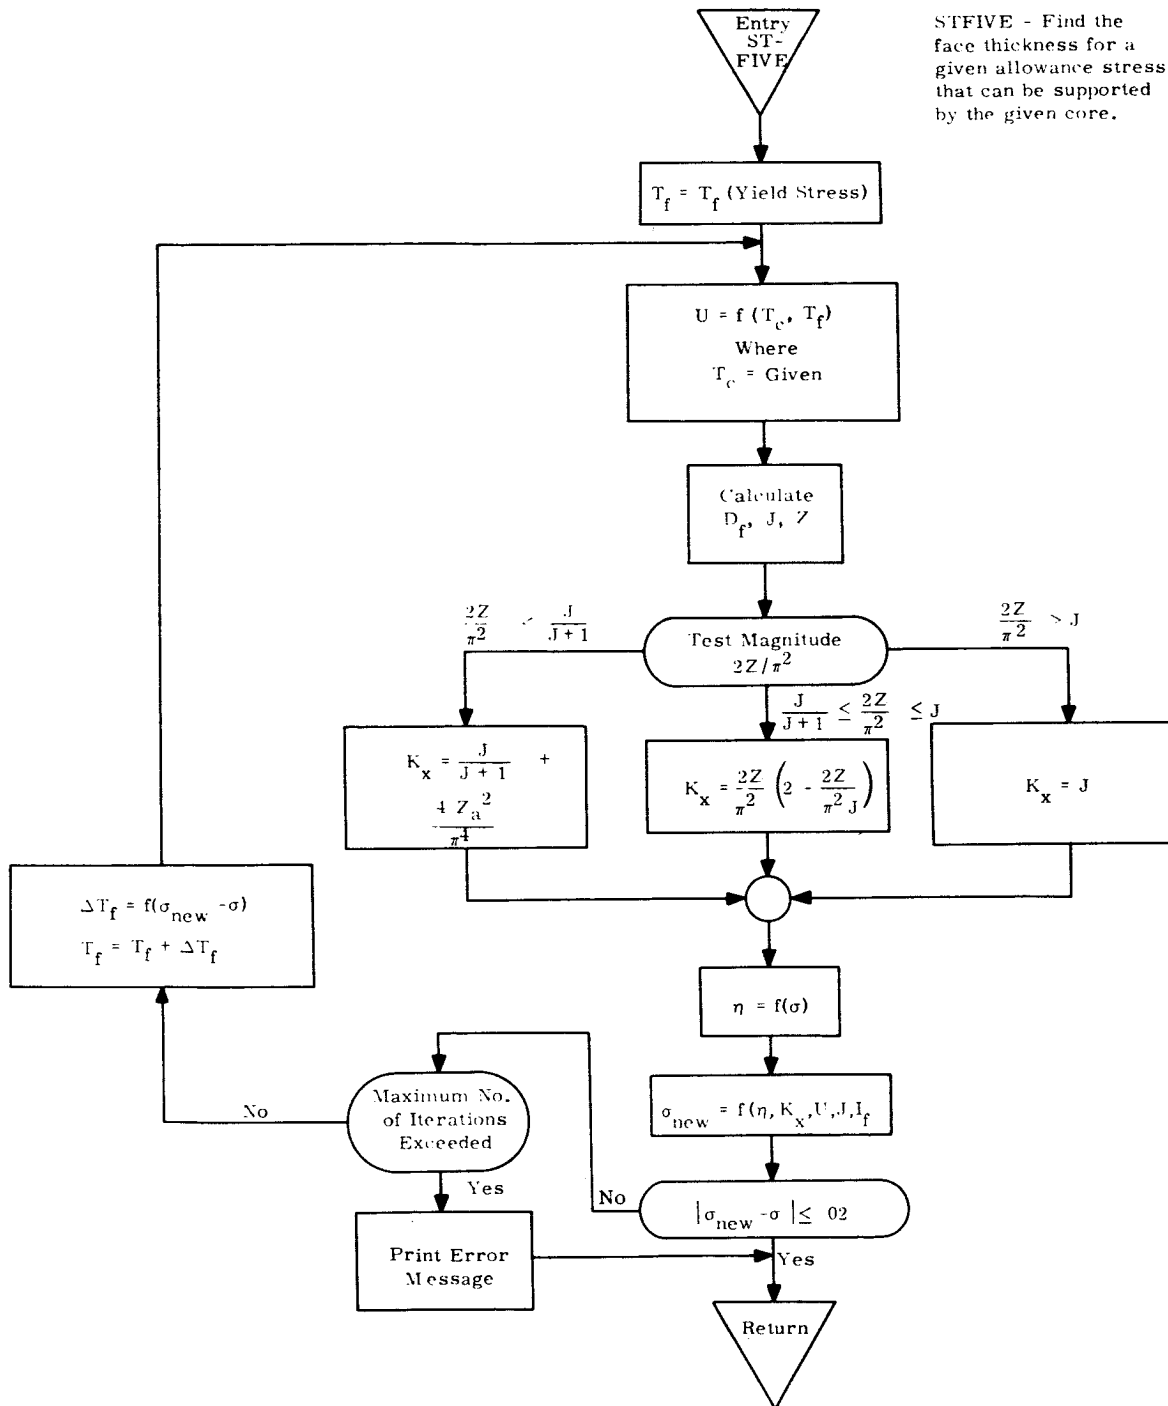 STFIVE - Find the
face thickness for a
given allowance stress
that can be supported
by the given core.
Entry
ST-
FIVE
T_f = T_f (Yield Stress)
U = f (T_c, T_f)
Where
T_c = Given
Calculate
D_f, J, Z
Test Magnitude
2Z/π²
2Z/π² J/(J + 1)
J/(J + 1) ≤ 2Z/π² ≤ J
2Z/π² > J
K_x = J/(J + 1) +
4 Z_a²/π⁴
K_x = 2Z/π² (2 - 2Z/(π² J))
K_x = J
ΔT_f = f(σ_new - σ)
T_f = T_f + ΔT_f
η = f(σ)
σ_new = f(η, K_x, U, J, I_f
|σ_new - σ| ≤ 02
No
Yes
Maximum No.
of Iterations
Exceeded
No
Yes
Print Error
Message
Return